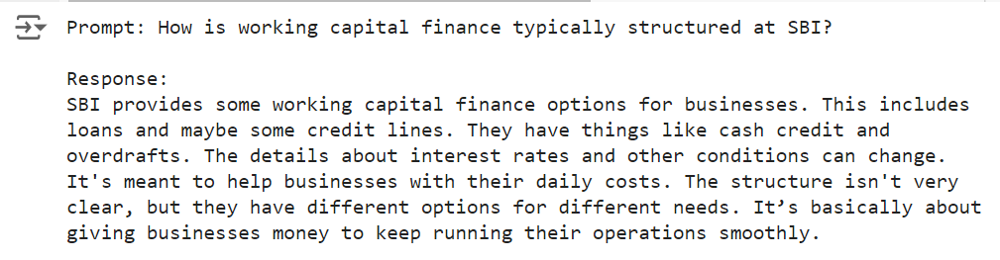 Prompt: How is working capital finance typically structured at SBI?
Response:
SBI provides some working capital finance options for businesses. This includes
loans and maybe some credit lines. They have things like cash credit and
overdrafts. The details about interest rates and other conditions can change.
It's meant to help businesses with their daily costs. The structure isn't very
clear, but they have different options for different needs. It’s basically about
giving businesses money to keep running their operations smoothly.